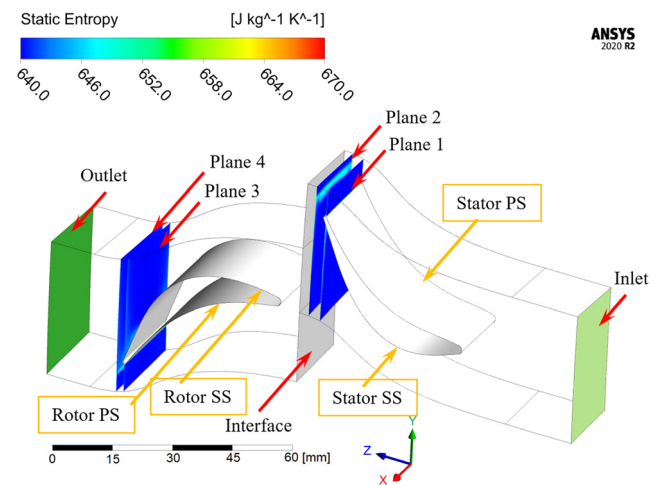 Static Entropy [J kg^-1 K^-1]
640.0 646.0 652.0 658.0 664.0 670.0
ANSYS
2020 R2
Plane 2
Plane 1
Plane 4
Plane 3
Outlet
Stator PS
Inlet
Rotor PS
Rotor SS
Interface
Stator SS
0 15 30 45 60 [mm]
Y
Z
X